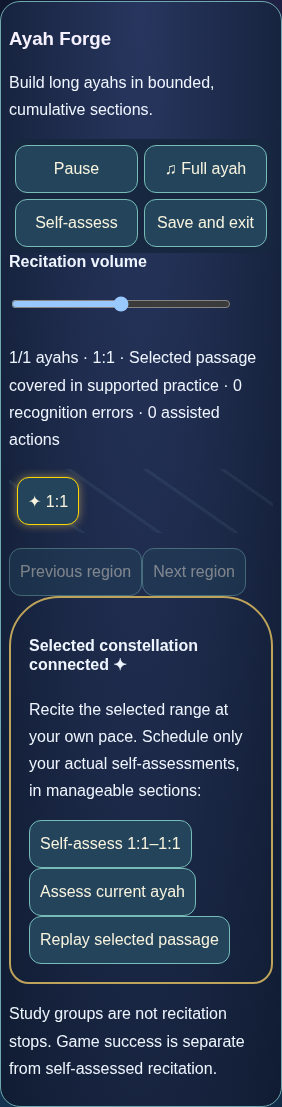 Ayah Forge
Build long ayahs in bounded,
cumulative sections.
Pause
♫ Full ayah
Self-assess
Save and exit
Recitation volume
1/1 ayahs · 1:1 · Selected passage
covered in supported practice · 0
recognition errors · 0 assisted
actions
✦ 1:1
Previous region
Next region
Selected constellation
connected ✦
Recite the selected range at
your own pace. Schedule only
your actual self-assessments,
in manageable sections:
Self-assess 1:1–1:1
Assess current ayah
Replay selected passage
Study groups are not recitation
stops. Game success is separate
from self-assessed recitation.